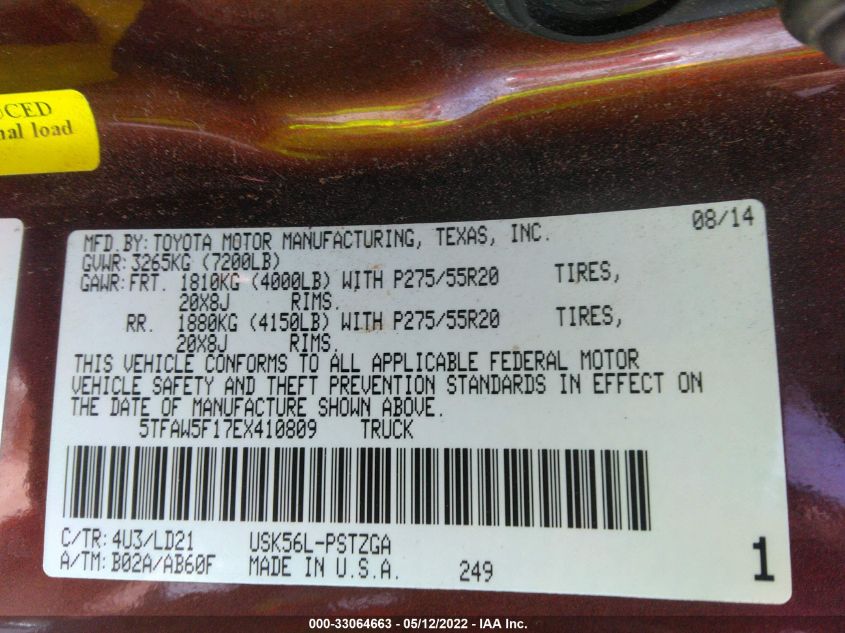 CED
nal load
MFD.BY:TOYOTA MOTOR MANUFACTURING, TEXAS, INC. 08/14
GVWR:3265KG (7200LB)
GAWR:FRT. 1810KG (4000LB) WITH P275/55R20 TIRES,
20X8J RIMS.
RR. 1880KG (4150LB) WITH P275/55R20 TIRES,
20X8J RIMS.
THIS VEHICLE CONFORMS TO ALL APPLICABLE FEDERAL MOTOR
VEHICLE SAFETY AND THEFT PREVENTION STANDARDS IN EFFECT ON
THE DATE OF MANUFACTURE SHOWN ABOVE.
5TFAW5F17EX410809 TRUCK
C/TR: 4U3/LD21 USK56L-PSTZGA
A/TM: B02A/AB60F MADE IN U.S.A. 249 1
000-33064663 - 05/12/2022 - IAA Inc.